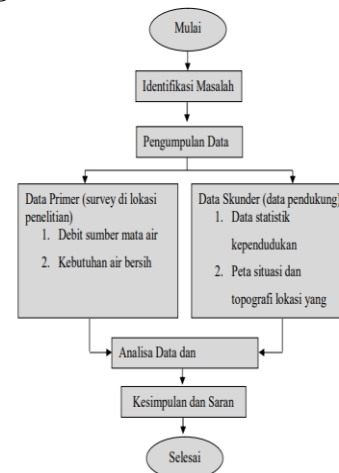 Mulai
Identifikasi Masalah
Pengumpulan Data
Data Primer (survey di lokasi
penelitian)
1. Debit sumber mata air
2. Kebutuhan air bersih
Data Skunder (data pendukung)
1. Data statistik
kependudukan
2. Peta situasi dan
topografi lokasi yang
Analisa Data dan
Kesimpulan dan Saran
Selesai